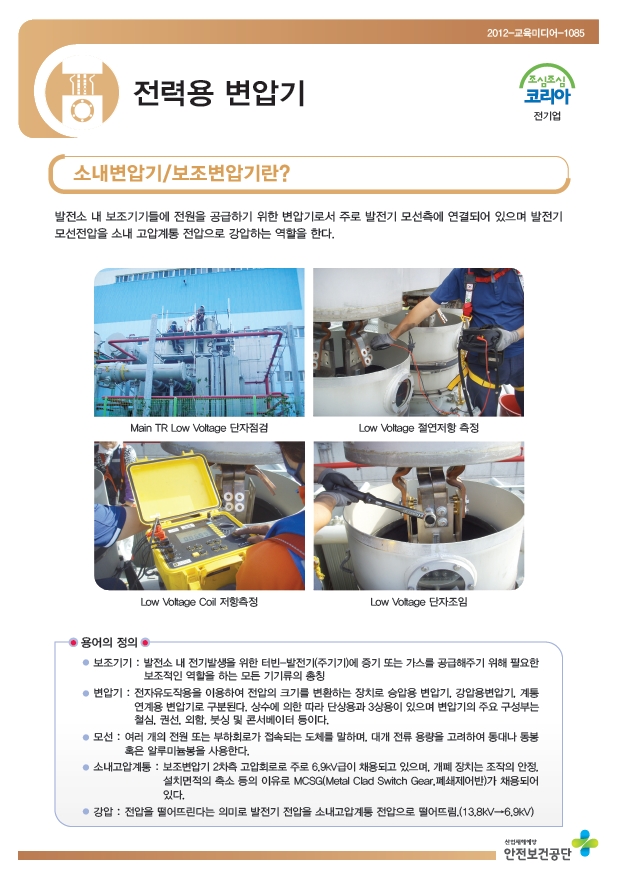 2012-교육미디어-1085
전력용 변압기
조심조심
코리아
전기업
소내변압기/보조변압기란?
발전소 내 보조기기들에 전원을 공급하기 위한 변압기로서 주로 발전기 모선측에 연결되어 있으며 발전기
모선전압을 소내 고압계통 전압으로 강압하는 역할을 한다.
Main TR Low Voltage 단자점검
Low Voltage 절연저항 측정
Low Voltage Coil 저항측정
Low Voltage 단자조임
용어의 정의
보조기기 : 발전소 내 전기발생을 위한 터빈-발전기(주기기)에 증기 또는 가스를 공급해주기 위해 필요한
보조적인 역할을 하는 모든 기기류의 총칭
변압기 : 전자유도작용을 이용하여 전압의 크기를 변환하는 장치로 승압용 변압기, 강압용변압기, 계통
연계용 변압기로 구분된다. 상수에 의한 따라 단상용과 3상용이 있으며 변압기의 주요 구성부는
철심, 권선, 외함, 붓싱 및 콘서베이터 등이다.
모선 : 여러 개의 전원 또는 부하회로가 접속되는 도체를 말하며, 대개 전류 용량을 고려하여 동대나 동봉
혹은 알루미늄봉을 사용한다.
소내고압계통 : 보조변압기 2차측 고압회로로 주로 6.9kV급이 채용되고 있으며, 개폐 장치는 조작의 안정,
설치면적의 축소 등의 이유로 MCSG(Metal Clad Switch Gear,폐쇄제어반)가 채용되어
있다.
강압 : 전압을 떨어뜨린다는 의미로 발전기 전압을 소내고압계통 전압으로 떨어뜨림.(13.8kV→6.9kV)
산업재해예방
안전보건공단